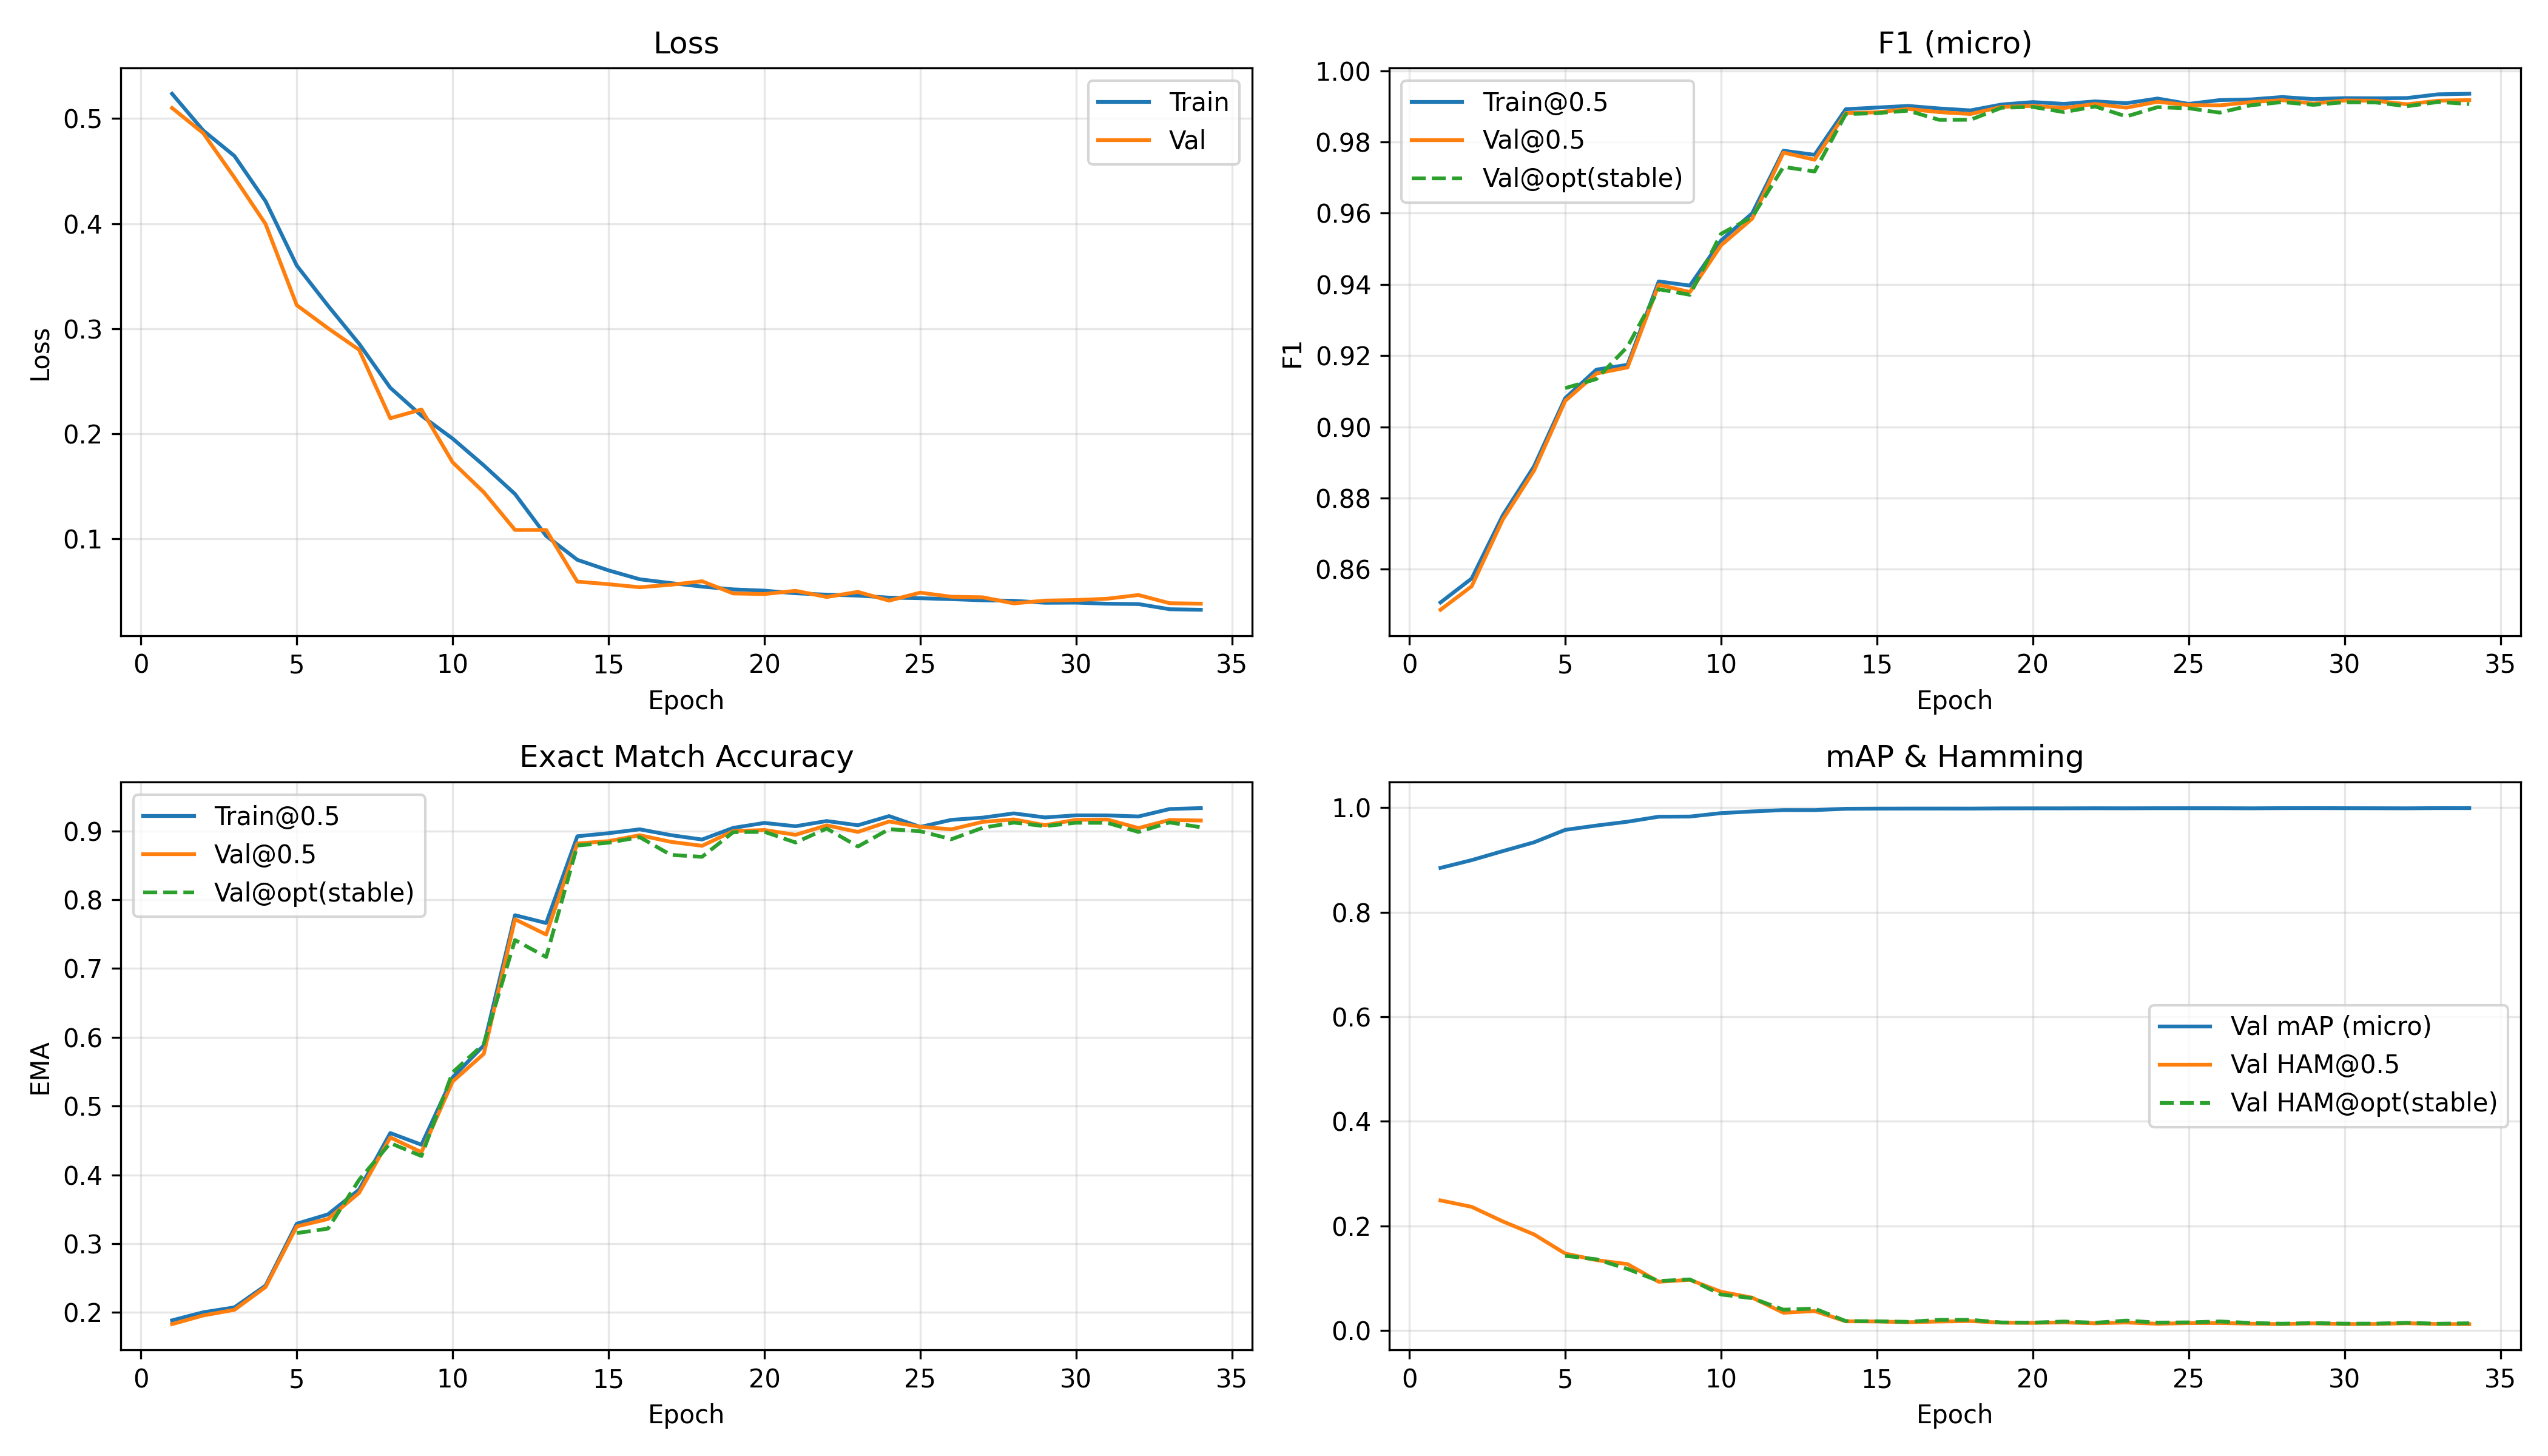 Loss
Loss
0.5
0.4
0.3
0.2
0.1
Train
Val
0
5
10
15
20
25
30
35
Epoch
F1 (micro)
F1
1.00
0.98
0.96
0.94
0.92
0.90
0.88
0.86
Train@0.5
Val@0.5
Val@opt(stable)
0
5
10
15
20
25
30
35
Epoch
Exact Match Accuracy
EMA
0.9
0.8
0.7
0.6
0.5
0.4
0.3
0.2
Train@0.5
Val@0.5
Val@opt(stable)
0
5
10
15
20
25
30
35
Epoch
mAP & Hamming
1.0
0.8
0.6
0.4
0.2
0.0
Val mAP (micro)
Val HAM@0.5
Val HAM@opt(stable)
0
5
10
15
20
25
30
35
Epoch